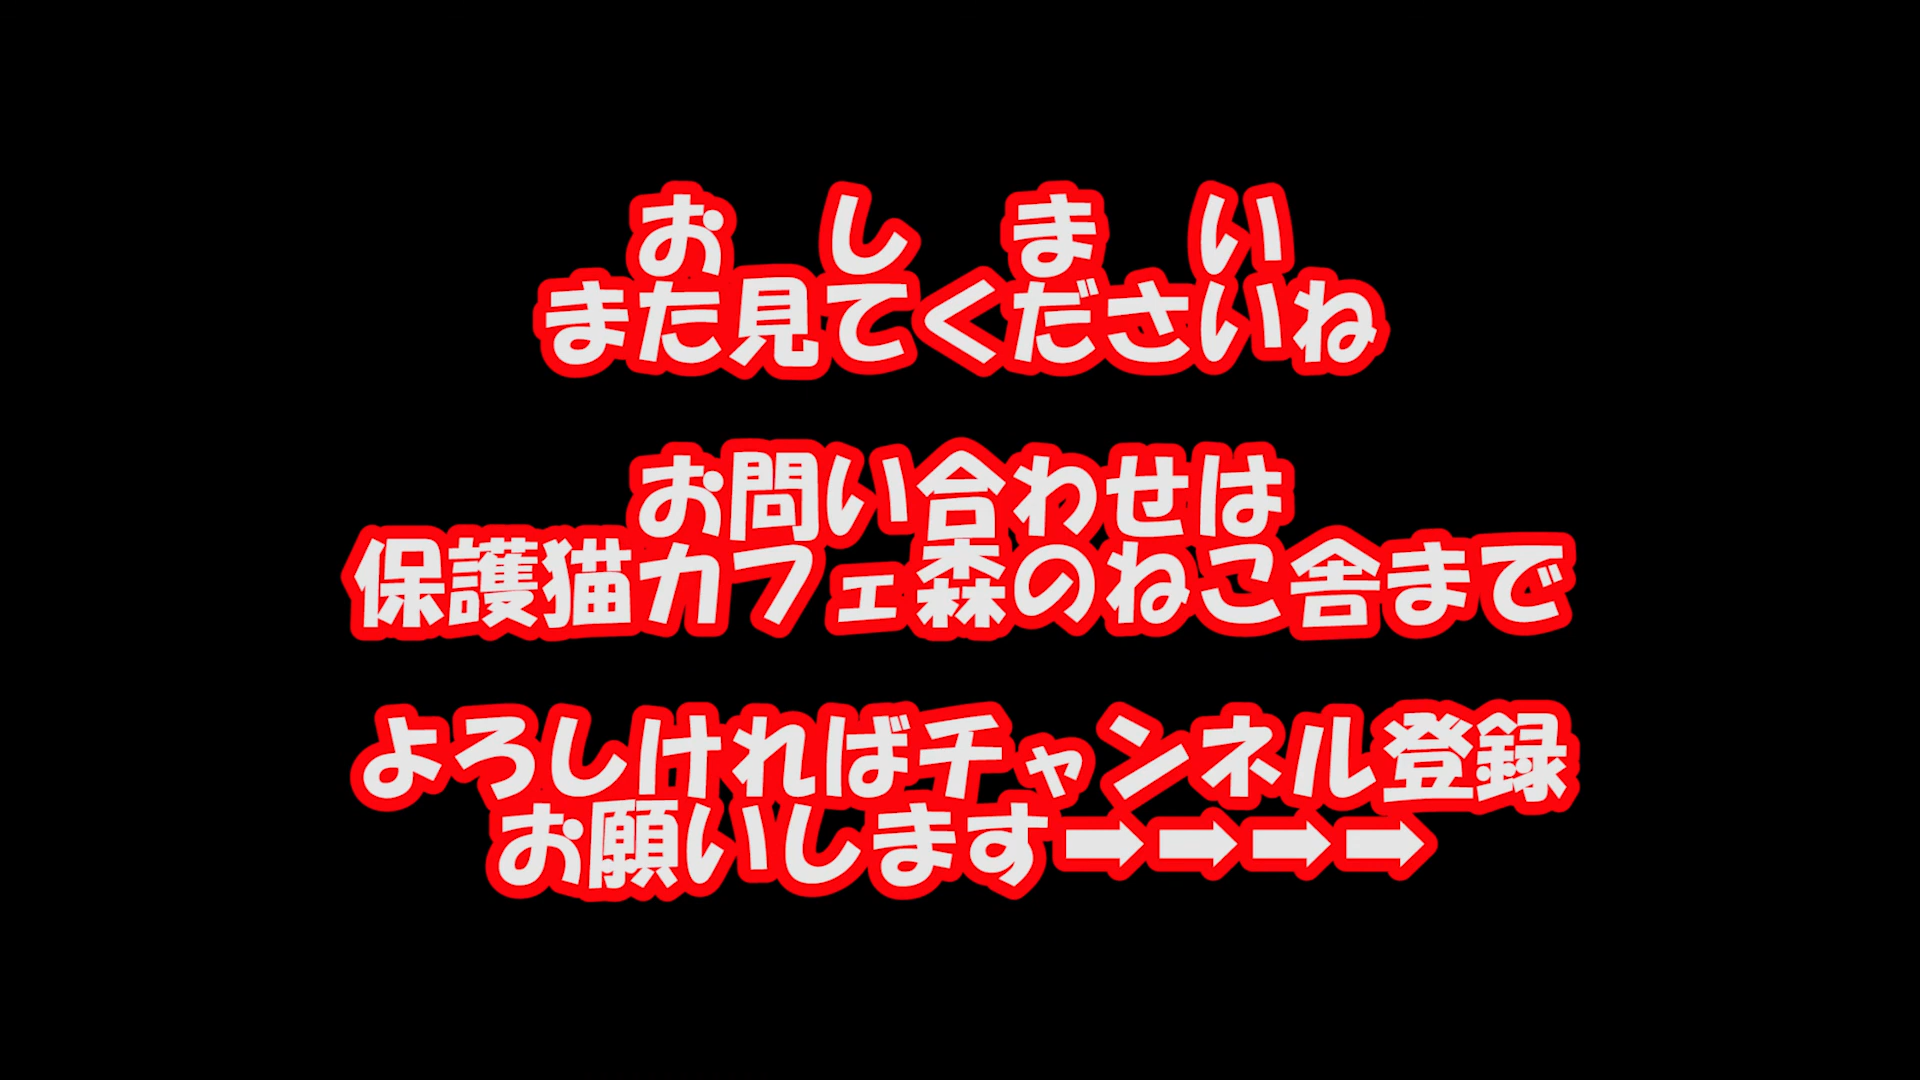 お　し　ま　い
また見てくださいね
お問い合わせは
保護猫カフェ森のねこ舎まで
よろしければチャンネル登録
お願いします➡➡➡➡